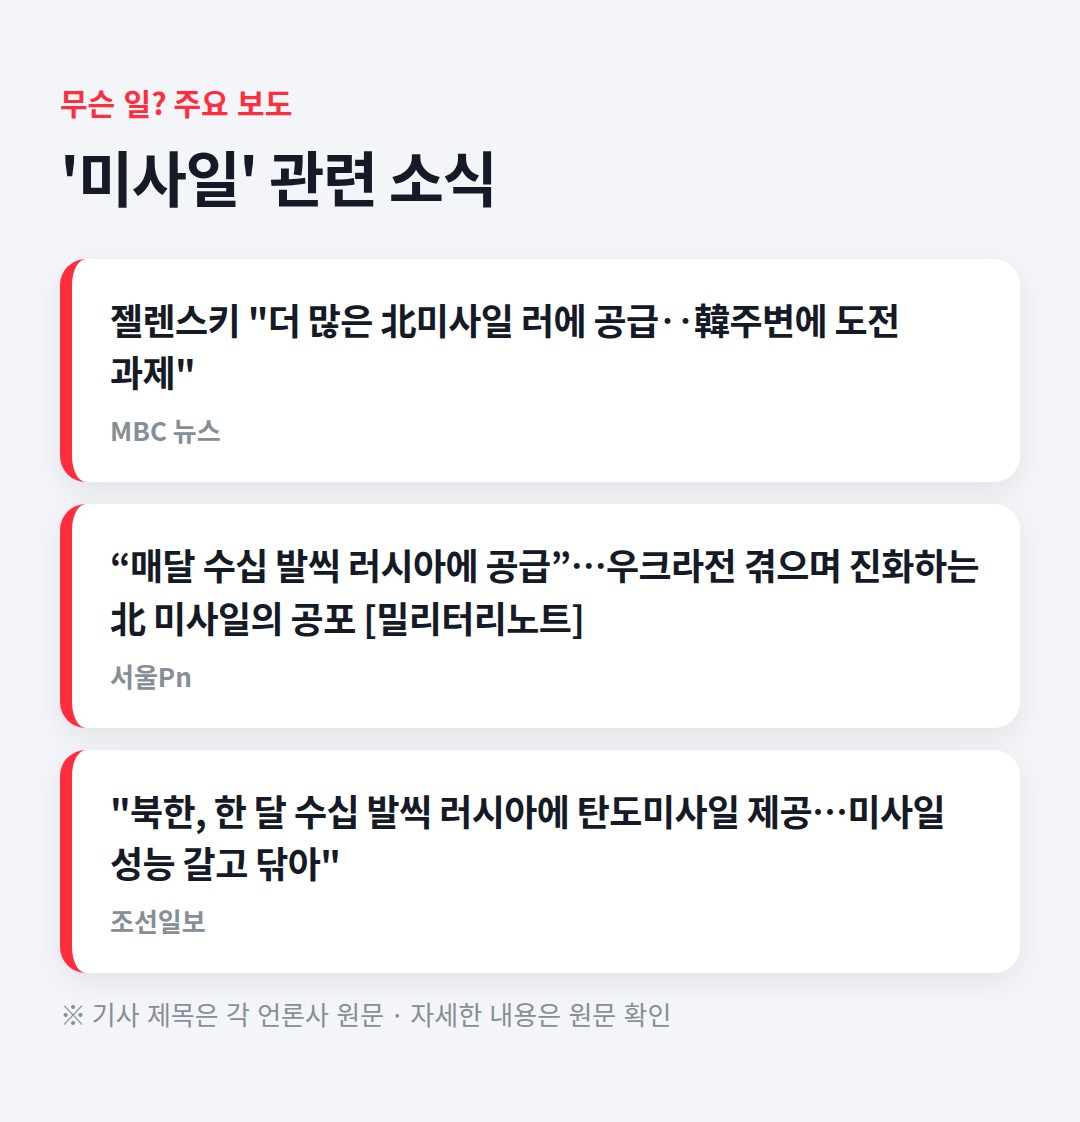 무슨 일? 주요 보도
'미사일' 관련 소식
젤렌스키 "더 많은 北미사일 러에 공급‥韓주변에 도전
과제"
MBC 뉴스
“매달 수십 발씩 러시아에 공급”…우크라전 겪으며 진화하는
北 미사일의 공포 [밀리터리노트]
서울Pn
"북한, 한 달 수십 발씩 러시아에 탄도미사일 제공…미사일
성능 갈고 닦아"
조선일보
※ 기사 제목은 각 언론사 원문 · 자세한 내용은 원문 확인